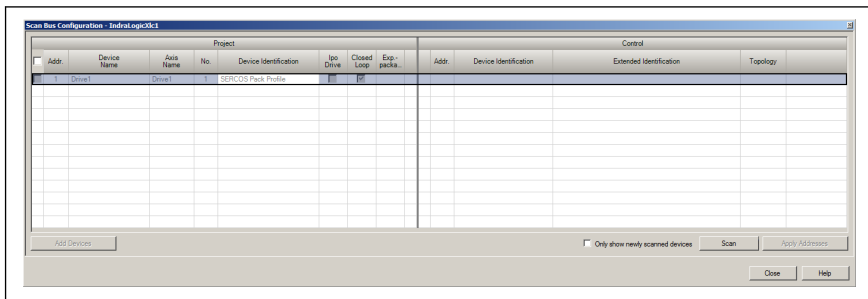 Scan Bus Configuration - IndraLogicXlc1
Project Control
Addr. Device Name Axis Name No. Device Identification Ipo Drive Closed Loop Exp.- packa... Addr. Device Identification Extended Identification Topology
1 Drive1 Drive1 1 SERCOS Pack Profile
Add Devices Only show newly scanned devices Scan Apply Addresses
Close Help